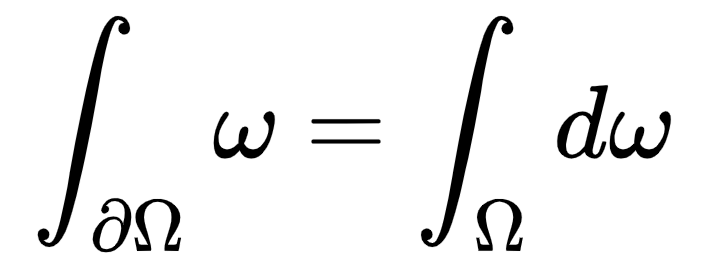 ∫_{∂Ω} ω = ∫_{Ω} dω